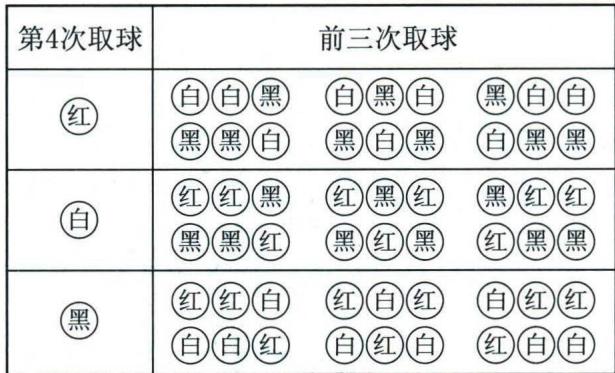 第4次取球 前三次取球
红 白白黑 白黑白 黑白白
黑黑白 黑白黑 白黑黑
白 红红黑 红黑红 黑红红
黑黑红 黑红黑 红黑黑
黑 红红白 红白红 白红红
白白红 白红白 红白白